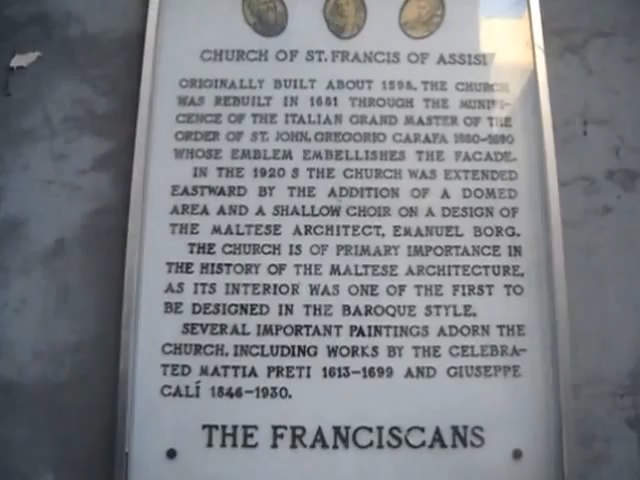 CHURCH OF ST. FRANCIS OF ASSISI
ORIGINALLY BUILT ABOUT 1598, THE CHURCH
WAS REBUILT IN 1681 THROUGH THE MUNIFI-
CENCE OF THE ITALIAN GRAND MASTER OF THE
ORDER OF ST. JOHN, GREGORIO CARAFA 1680-1690
WHOSE EMBLEM EMBELLISHES THE FACADE.
IN THE 1920 S THE CHURCH WAS EXTENDED
EASTWARD BY THE ADDITION OF A DOMED
AREA AND A SHALLOW CHOIR ON A DESIGN OF
THE MALTESE ARCHITECT, EMANUEL BORG.
THE CHURCH IS OF PRIMARY IMPORTANCE IN
THE HISTORY OF THE MALTESE ARCHITECTURE,
AS ITS INTERIOR WAS ONE OF THE FIRST TO
BE DESIGNED IN THE BAROQUE STYLE.
SEVERAL IMPORTANT PAINTINGS ADORN THE
CHURCH, INCLUDING WORKS BY THE CELEBRA-
TED MATTIA PRETI 1613-1699 AND GIUSEPPE
CALÍ 1846-1930.
THE FRANCISCANS